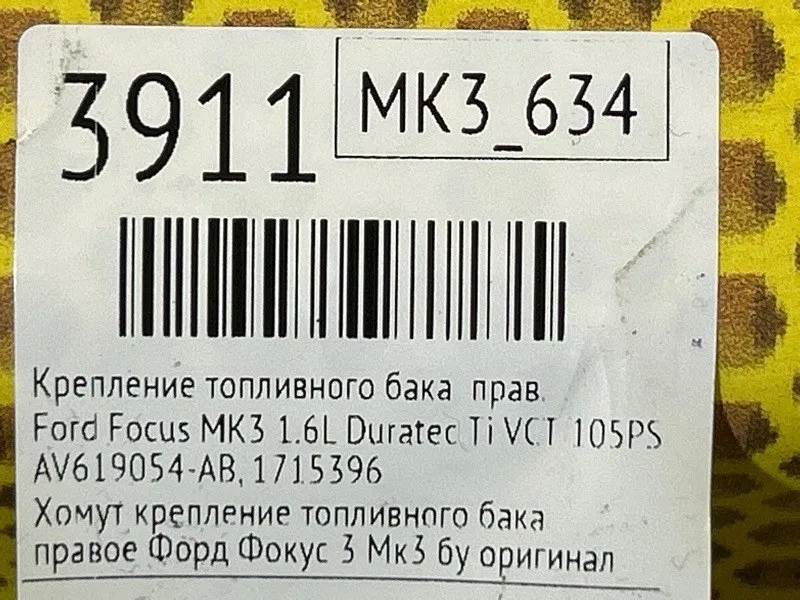 3911
MK3_634
Крепление топливного бака прав.
Ford Focus MK3 1.6L Duratec Ti VCT 105PS
AV619054-AB, 1715396
Хомут крепление топливного бака
правое Форд Фокус 3 Мк3 бу оригинал